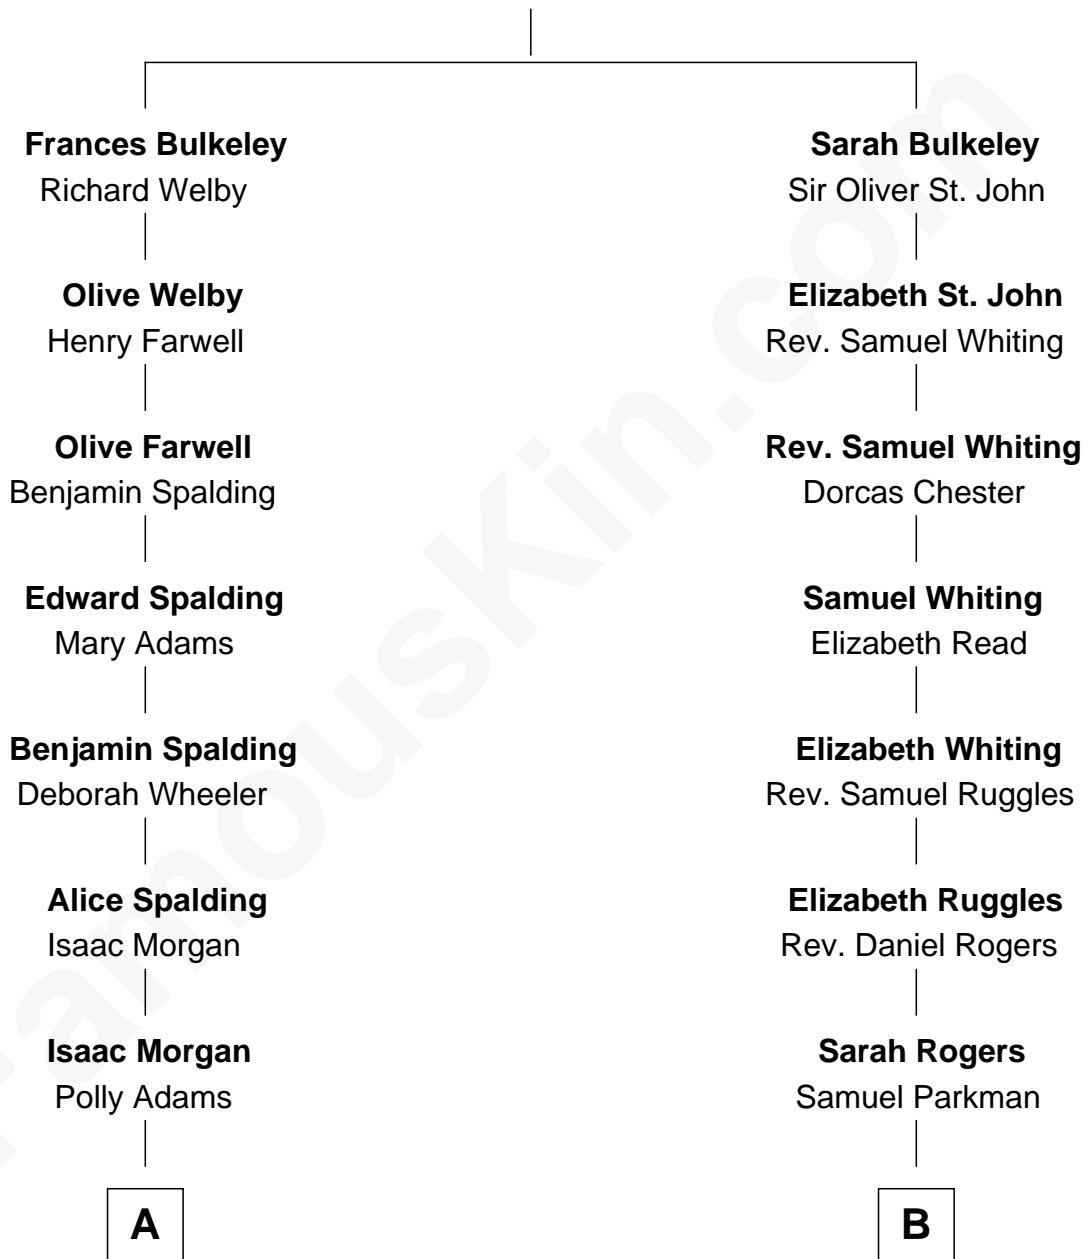 Frances Bulkeley
Richard Welby
Olive Welby
Henry Farwell
Olive Farwell
Benjamin Spalding
Edward Spalding
Mary Adams
Benjamin Spalding
Deborah Wheeler
Alice Spalding
Isaac Morgan
Isaac Morgan
Polly Adams
A
Sarah Bulkeley
Sir Oliver St. John
Elizabeth St. John
Rev. Samuel Whiting
Rev. Samuel Whiting
Dorcas Chester
Samuel Whiting
Elizabeth Read
Elizabeth Whiting
Rev. Samuel Ruggles
Elizabeth Ruggles
Rev. Daniel Rogers
Sarah Rogers
Samuel Parkman
B
FamousKin.com